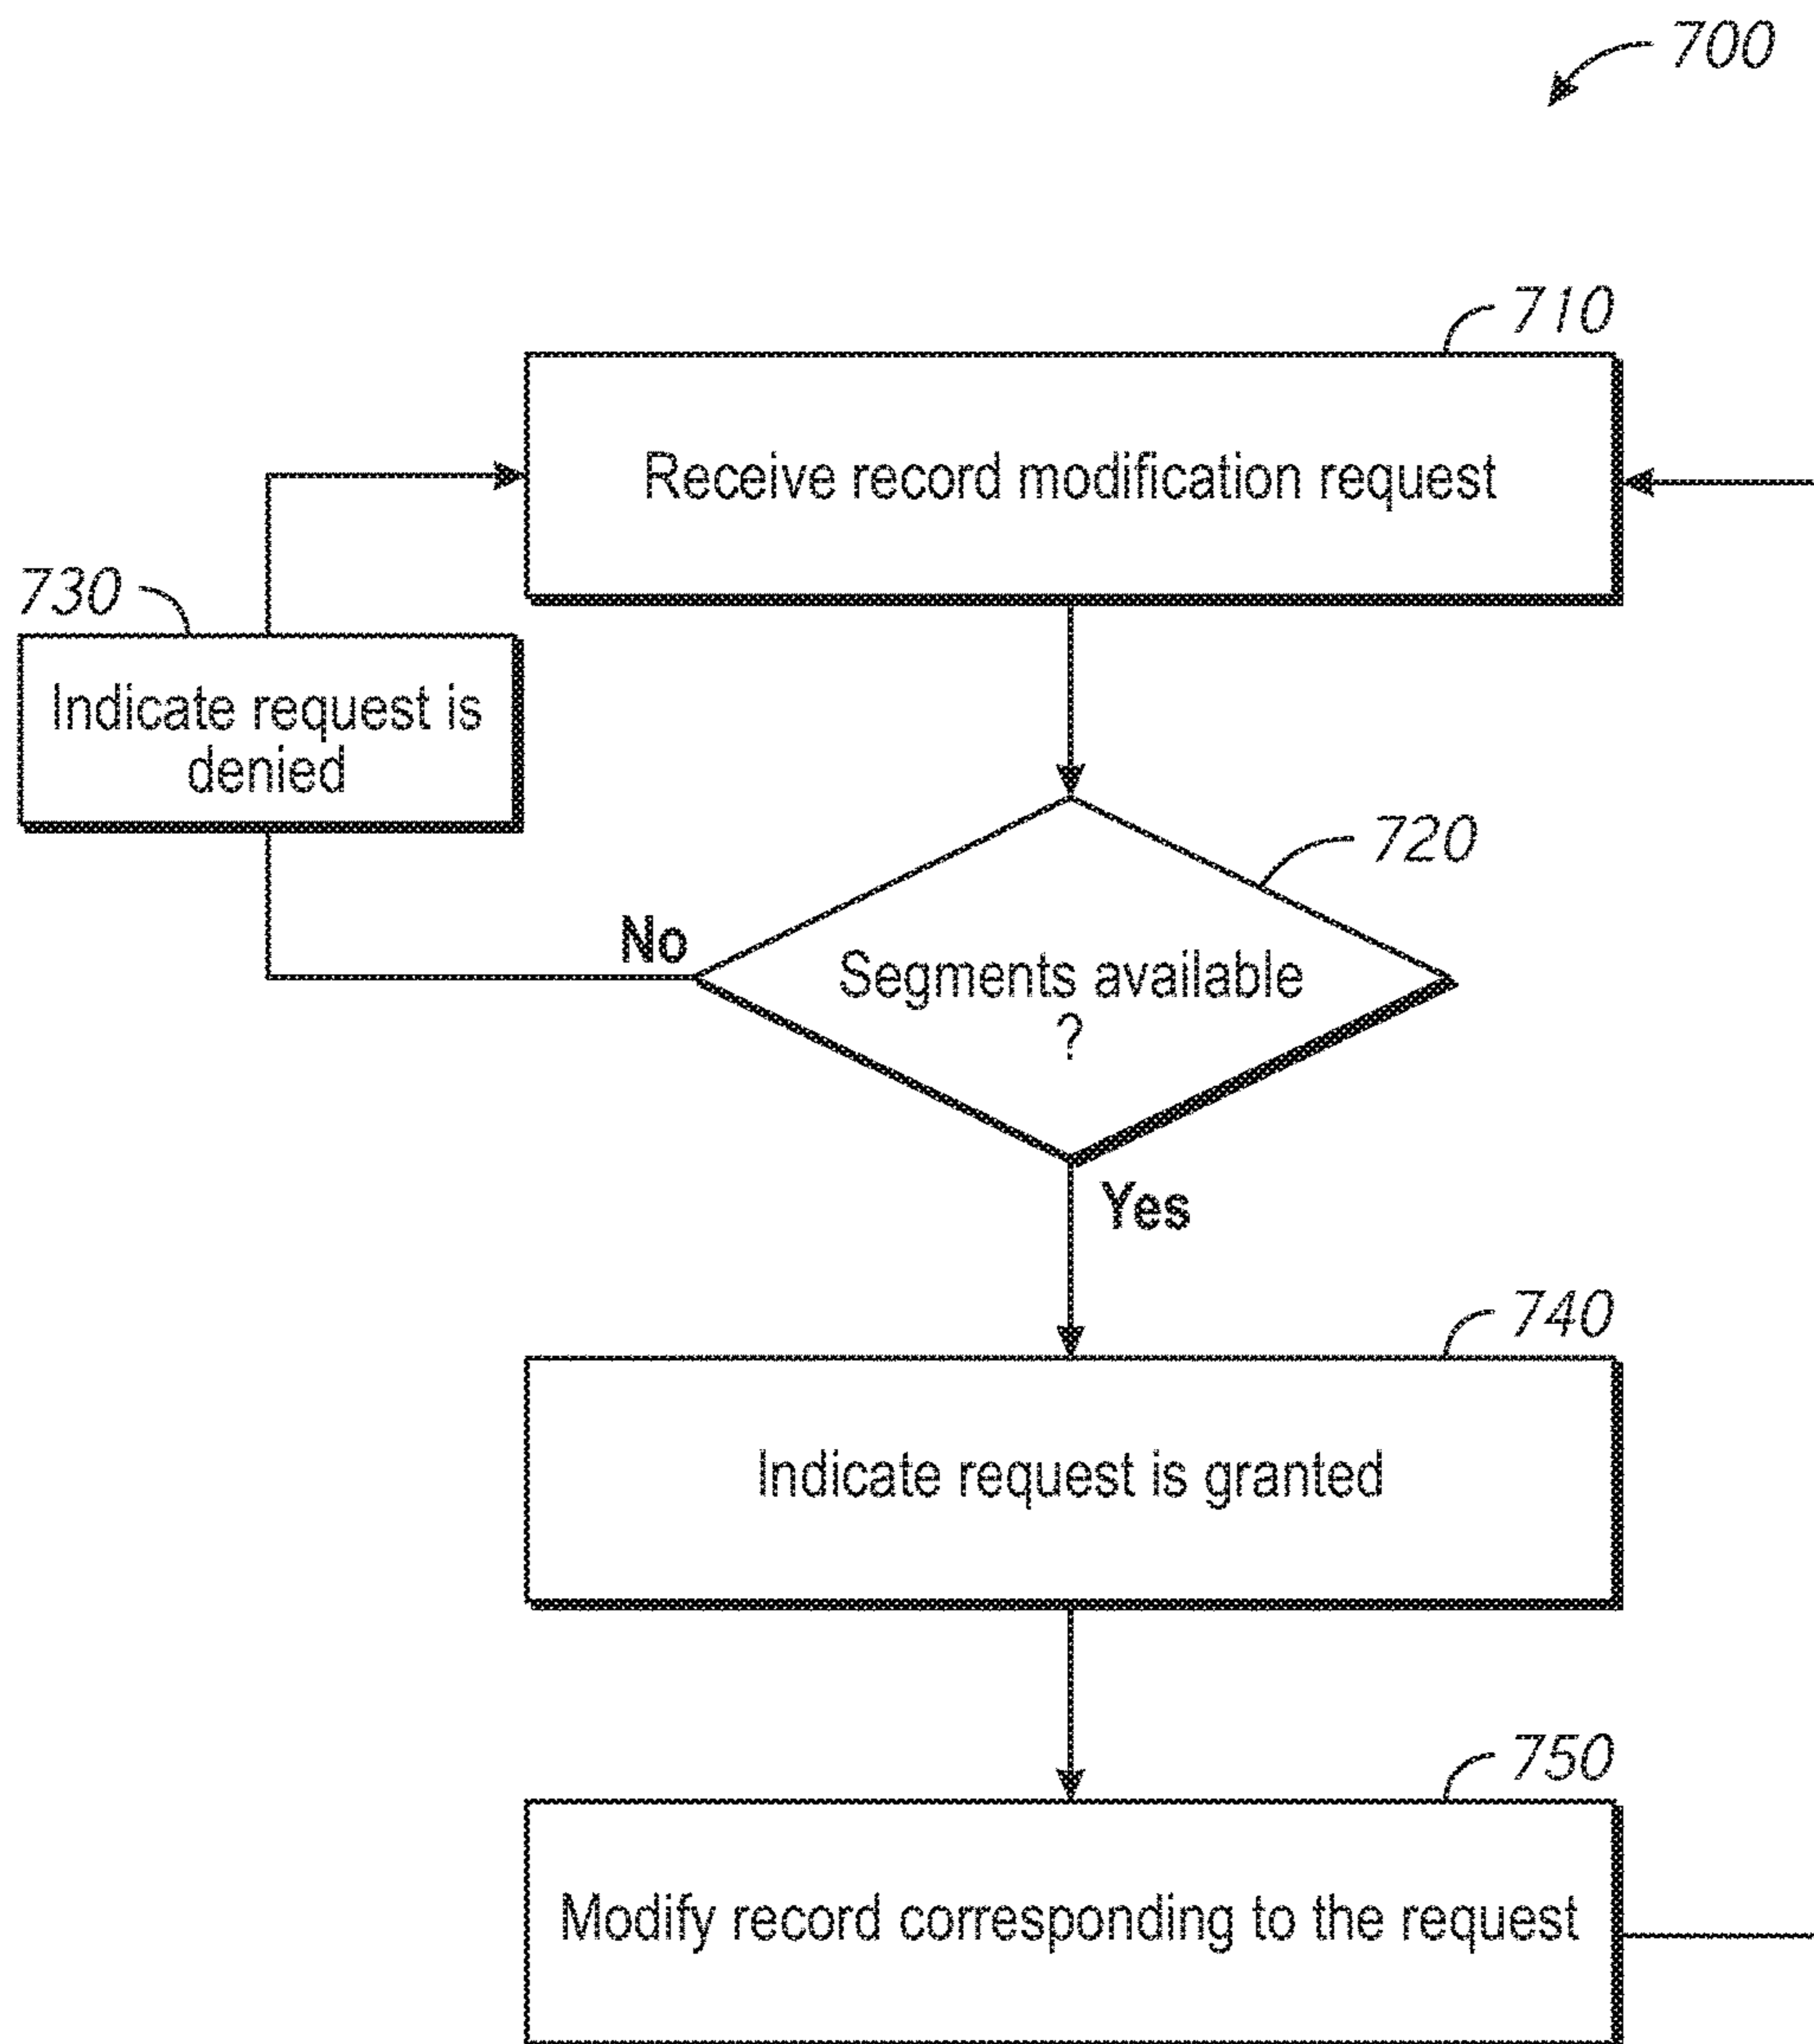 700
710
Receive record modification request
730
Indicate request is
denied
720
No
Segments available
?
Yes
740
Indicate request is granted
750
Modify record corresponding to the request